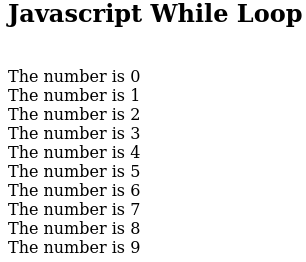 Javascript While Loop
The number is 0
The number is 1
The number is 2
The number is 3
The number is 4
The number is 5
The number is 6
The number is 7
The number is 8
The number is 9